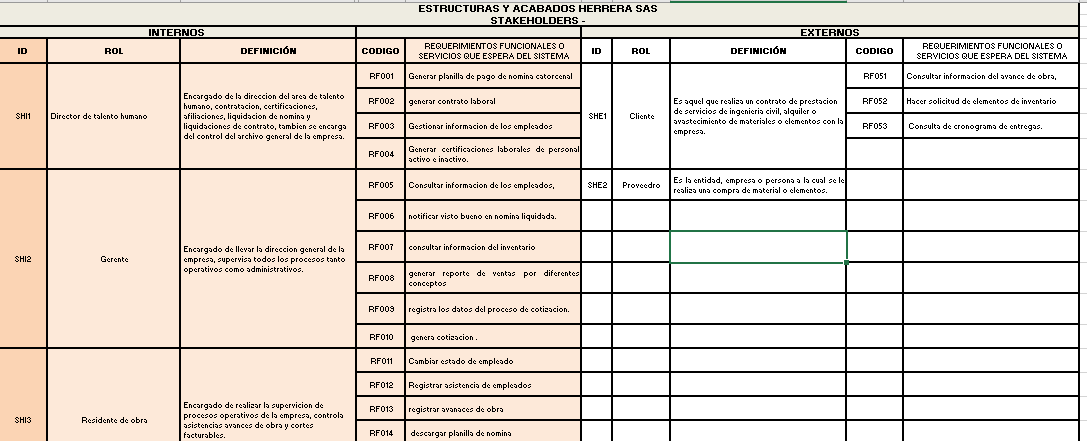 ESTRUCTURAS Y ACABADOS HERRERA SAS
STAKEHOLDERS -
INTERNOS
EXTERNOS
ID
ROL
DEFINICIÓN
CODIGO
REQUERIMIENTOS FUNCIONALES O
SERVICIOS QUE ESPERA DEL SISTEMA
ID
ROL
DEFINICIÓN
CODIGO
REQUERIMIENTOS FUNCIONALES O
SERVICIOS QUE ESPERA DEL SISTEMA
SHI1
Director de talento humano
Encargado de la direccion del area de talento
humano, contratacion, certificaciones,
afiliaciones, liquidacion de nomina y
liquidaciones de contrato, tambien se encarga
del control del archivo general de la empresa.
RF001
Generar planilla de pago de nomina catorcenal
RF002
generar contrato laboral
RF003
Gestionar informacion de los empleados
RF004
Generar certificaciones laborales de personal
activo e inactivo.
SHE1
Cliente
Es aquel que realiza un contrato de prestacion
de servicios de ingenieria civil, alquiler o
avastecimiento de materiales o elementos con la
empresa.
RF051
Consultar informacion del avance de obra,
RF052
Hacer solicitud de elementos de inventario
RF053
Consulta de cronograma de entregas.
SHI2
Gerente
Encargado de llevar la direccion general de la
empresa, supervisa todos los procesos tanto
operativos como administrativos.
RF005
Consultar informacion de los empleados,
RF006
notificar visto bueno en nomina liquidada.
RF007
consultar informacion del inventario
RF008
generar reporte de ventas por diferentes
conceptos
RF009
registra los datos del proceso de cotizacion.
RF010
genera cotizacion .
SHE2
Proveedro
Es la entidad, empresa o persona a la cual se le
realiza una compra de material o elementos.
SHI3
Residente de obra
Encargado de realizar la supervicion de
procesos operativos de la empresa, controla
asistencias avances de obra y cortes
facturables.
RF011
Cambiar estado de empleado
RF012
Registrar asistencia de empleados
RF013
registrar avanaces de obra
RF014
descargar planilla de nomina